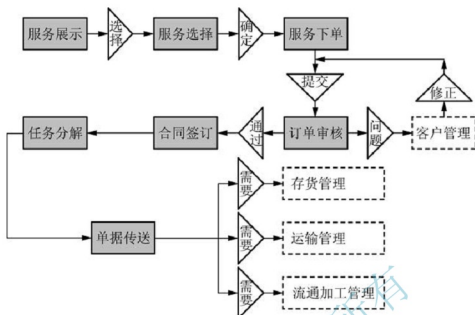 服务展示
选择
服务选择
确定
服务下单
提交
修正
任务分解
合同签订
通过
订单审核
问题
客户管理
需要
存货管理
单据传送
需要
运输管理
需要
流通加工管理
所有